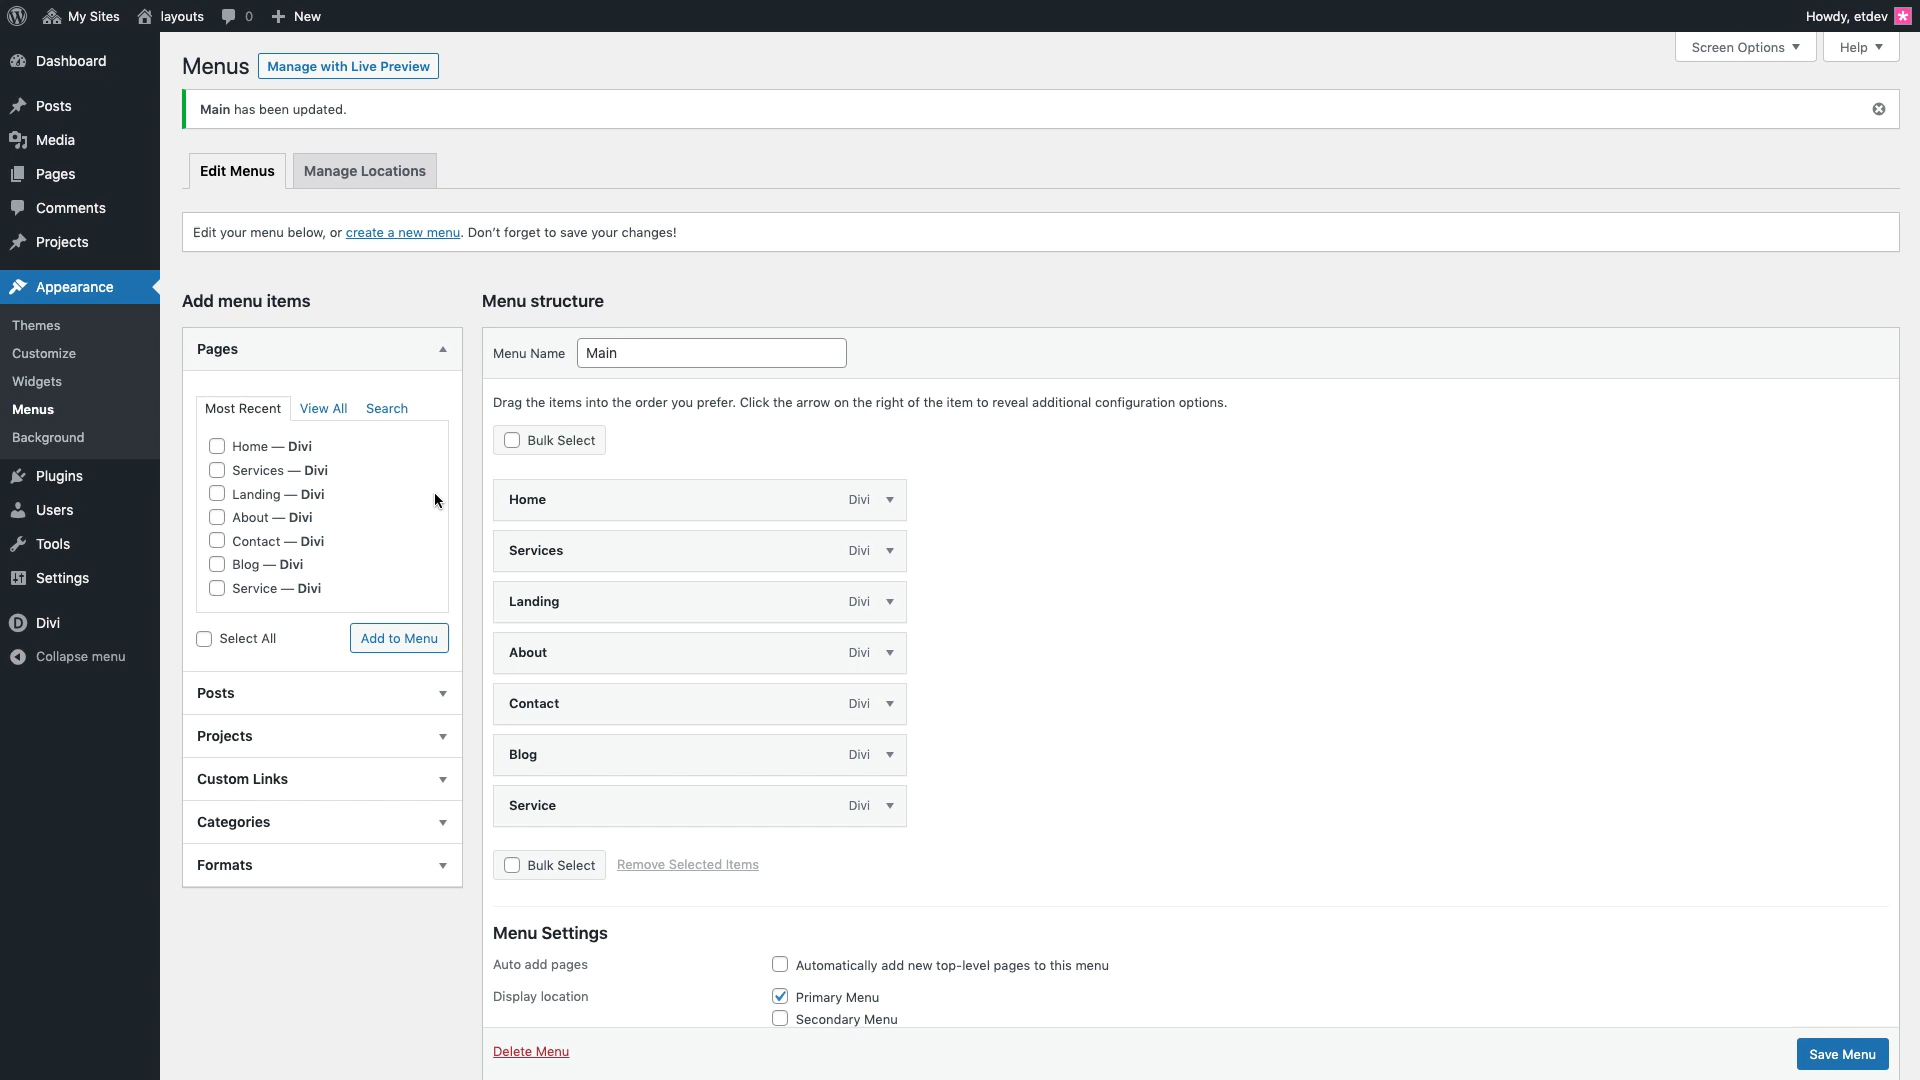 My Sites layouts 0 New Howdy, etdev
Screen Options Help
Dashboard
Posts
Media
Pages
Comments
Projects
Appearance
Themes
Customize
Widgets
Menus
Background
Plugins
Users
Tools
Settings
Divi
Collapse menu
Menus Manage with Live Preview
Main has been updated.
Edit Menus Manage Locations
Edit your menu below, or create a new menu. Don’t forget to save your changes!
Add menu items
Pages
Most Recent View All Search
Home — Divi
Services — Divi
Landing — Divi
About — Divi
Contact — Divi
Blog — Divi
Service — Divi
Select All Add to Menu
Posts
Projects
Custom Links
Categories
Formats
Menu structure
Menu Name Main
Drag the items into the order you prefer. Click the arrow on the right of the item to reveal additional configuration options.
Bulk Select
Home Divi
Services Divi
Landing Divi
About Divi
Contact Divi
Blog Divi
Service Divi
Bulk Select Remove Selected Items
Menu Settings
Auto add pages Automatically add new top-level pages to this menu
Display location Primary Menu
Secondary Menu
Delete Menu Save Menu